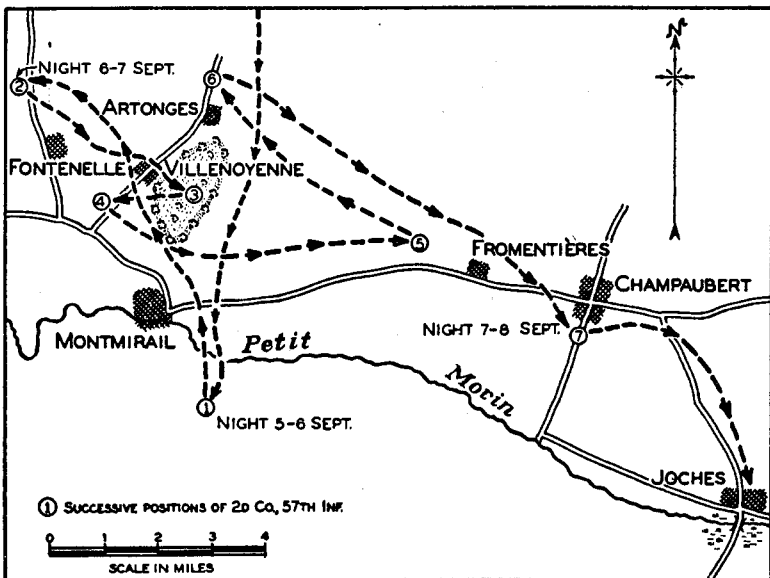 N
NIGHT 6-7 SEPT.
2
6
ARTONGES
FONTENELLE
VILLENOYENNE
3
4
5
FROMENTIÈRES
CHAMPAUBERT
MONTMIRAIL
Petit
NIGHT 7-8 SEPT.
7
Morin
1
NIGHT 5-6 SEPT.
JOCHES
1 SUCCESSIVE POSITIONS OF 2D CO., 57TH INF.
0 1 2 3 4
SCALE IN MILES